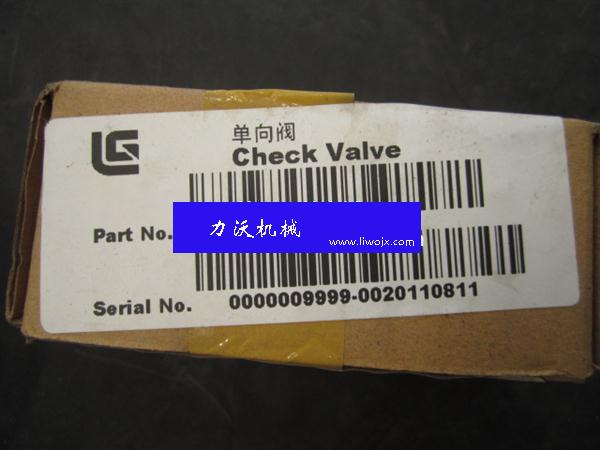 LG
单向阀
Check Valve
Part No.
力沃机械
www.liwojx.com
Serial No. 0000009999-0020110811